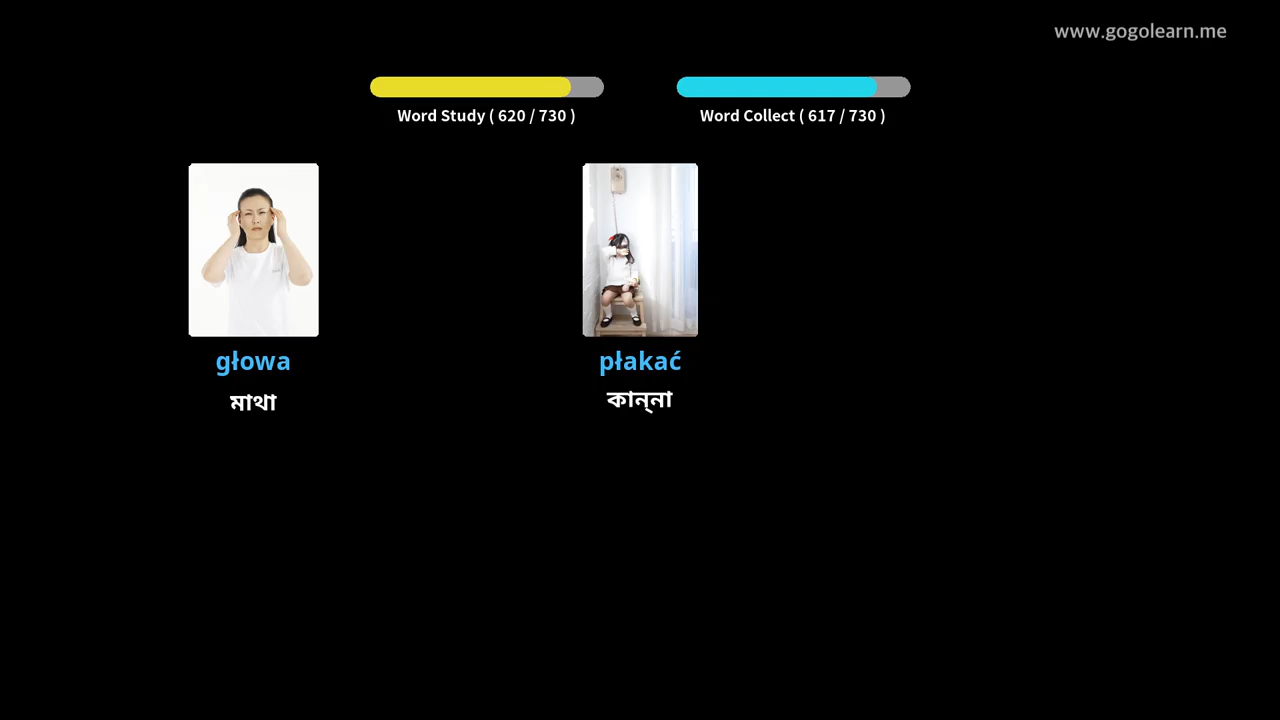 www.gogolearn.me
Word Study ( 620 / 730 )
Word Collect ( 617 / 730 )
głowa
płakać
মাথা
কান্‌না